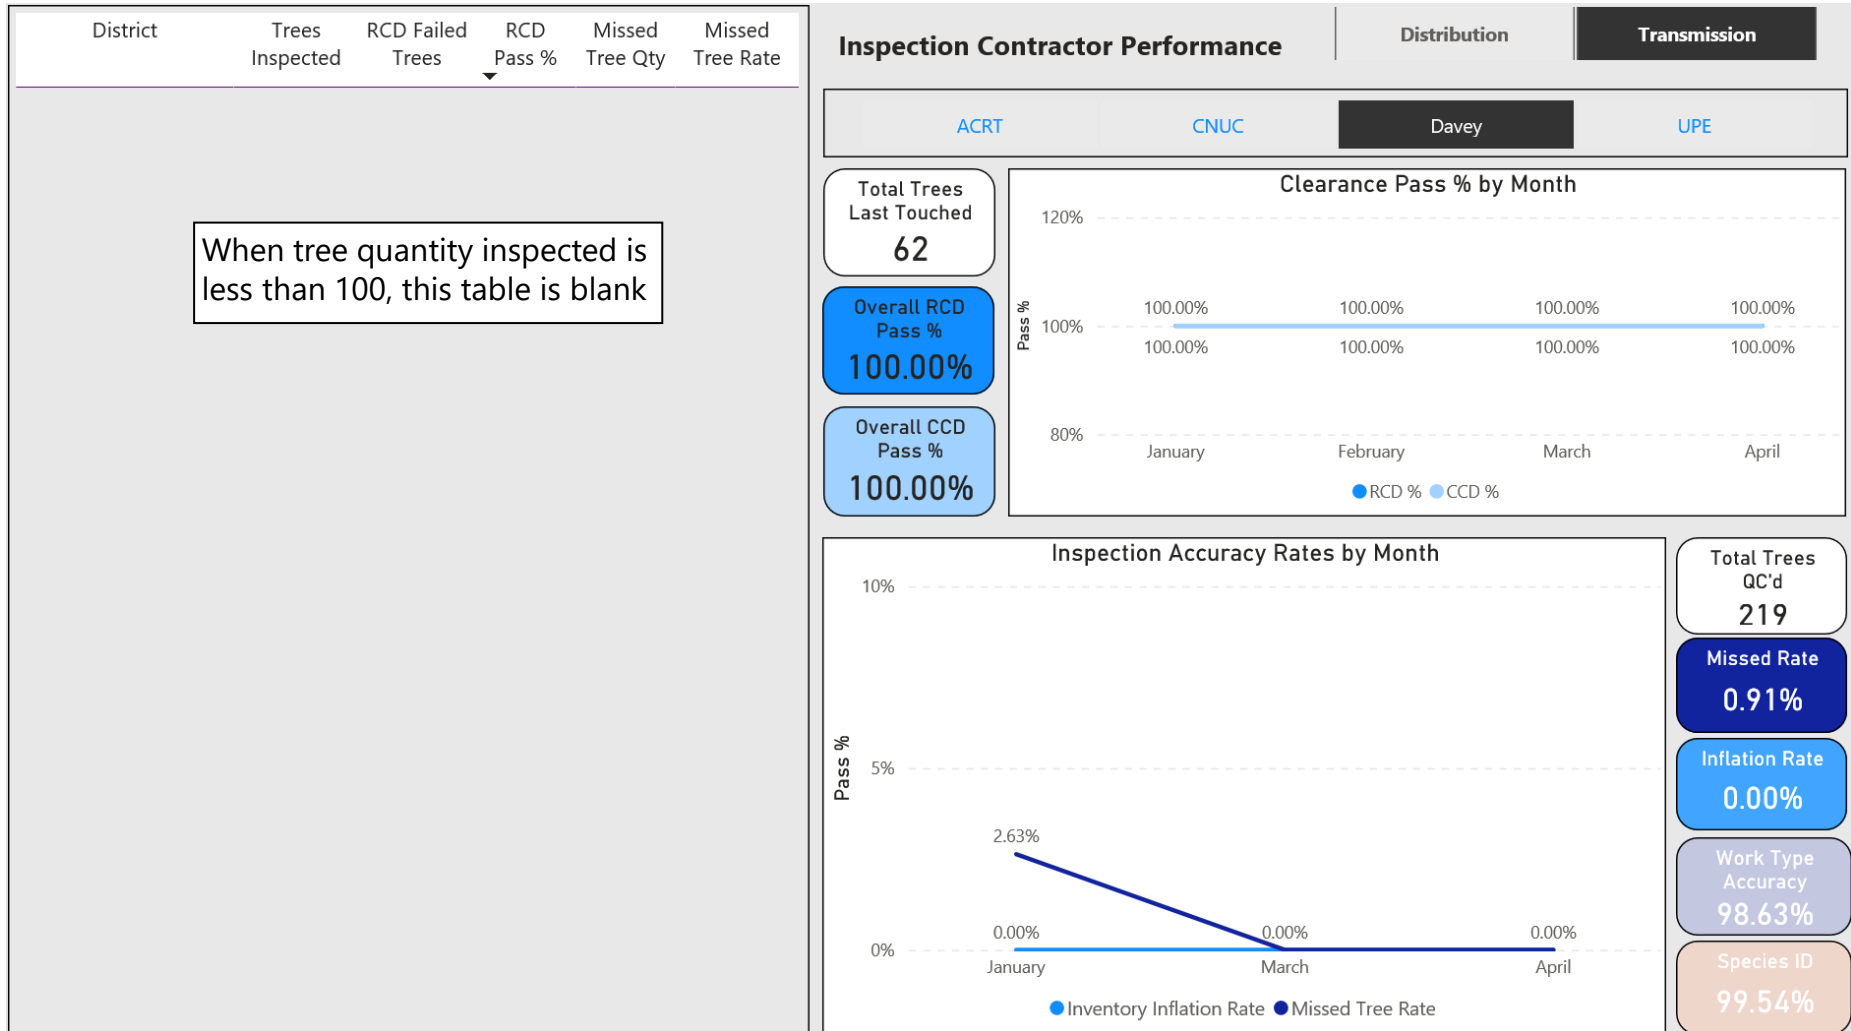 District
Trees Inspected
RCD Failed Trees
RCD Pass %
Missed Tree Qty
Missed Tree Rate
When tree quantity inspected is
less than 100, this table is blank
Inspection Contractor Performance
Distribution
Transmission
ACRT
CNUC
Davey
UPE
Total Trees
Last Touched
62
Overall RCD
Pass %
100.00%
Overall CCD
Pass %
100.00%
Clearance Pass % by Month
Pass %
120%
100%
80%
100.00% 100.00% 100.00% 100.00%
100.00% 100.00% 100.00% 100.00%
January February March April
RCD % CCD %
Inspection Accuracy Rates by Month
Pass %
10%
5%
0%
2.63%
0.00% 0.00% 0.00%
January March April
Inventory Inflation Rate Missed Tree Rate
Total Trees
QC'd
219
Missed Rate
0.91%
Inflation Rate
0.00%
Work Type
Accuracy
98.63%
Species ID
99.54%